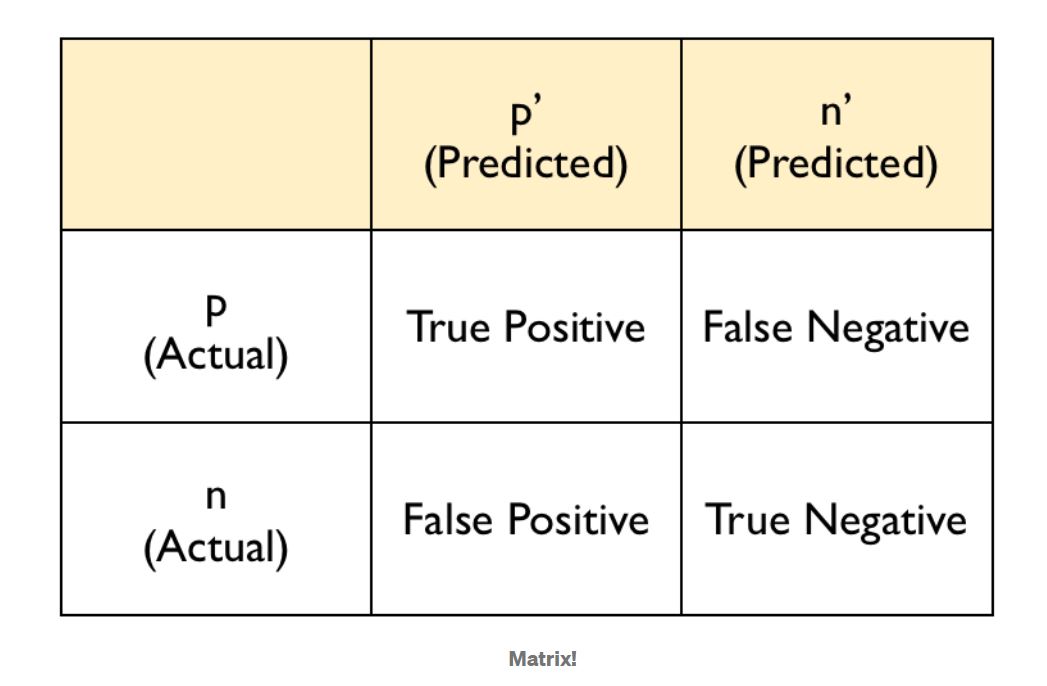 p’
(Predicted)
n’
(Predicted)
p
(Actual)
True Positive
False Negative
n
(Actual)
False Positive
True Negative
Matrix!